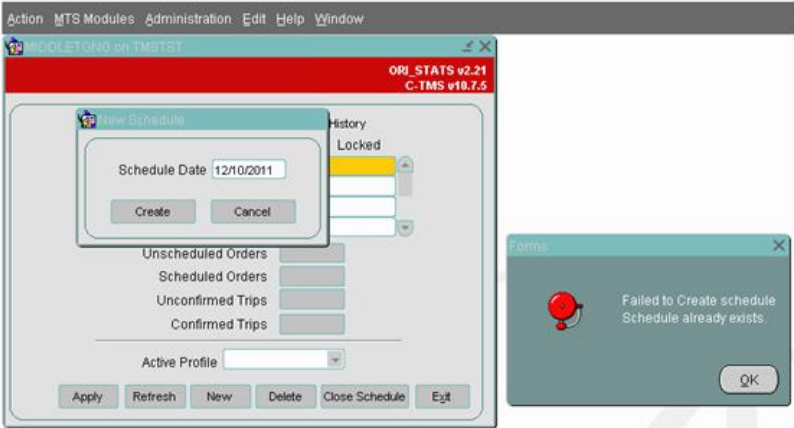 Action MTS Modules Administration Edit Help Window
MIDDLETONG on TMSTST
ORI_STATS v2.21
C-TMS v10.7.5
New Schedule
History
Locked
Schedule Date 12/10/2011
Create Cancel
Unscheduled Orders
Scheduled Orders
Unconfirmed Trips
Confirmed Trips
Active Profile
Apply Refresh New Delete Close Schedule Exit
Forms
Failed to Create schedule
Schedule already exists.
OK